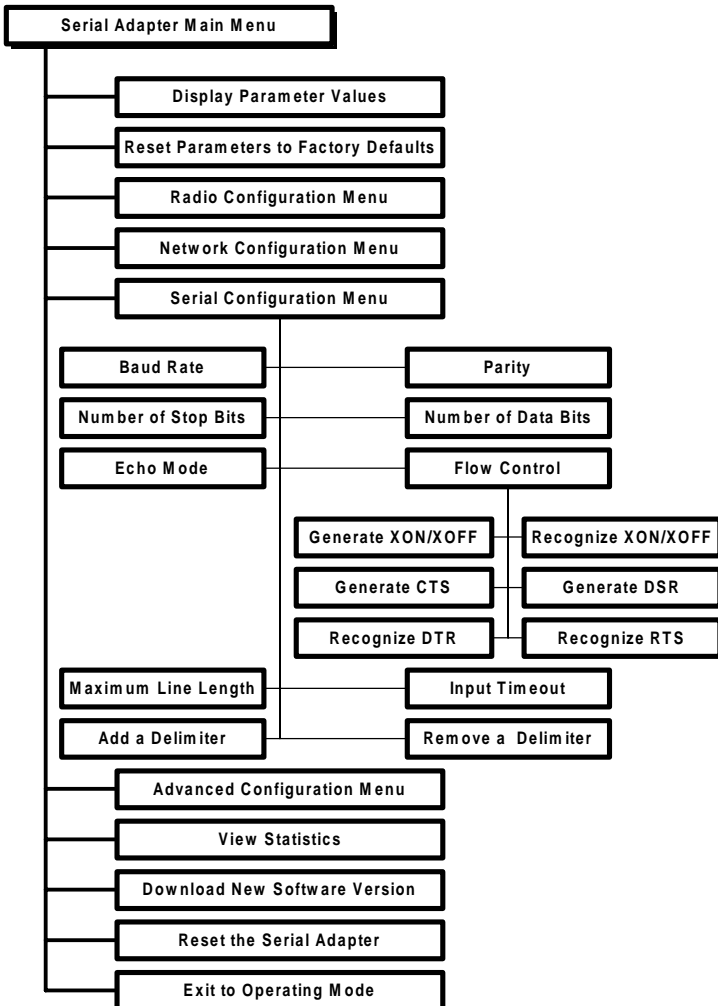 Serial Adapter Main Menu
Display Parameter Values
Reset Parameters to Factory Defaults
Radio Configuration Menu
Network Configuration Menu
Serial Configuration Menu
Baud Rate
Parity
Number of Stop Bits
Number of Data Bits
Echo Mode
Flow Control
Generate XON/XOFF
Recognize XON/XOFF
Generate CTS
Generate DSR
Recognize DTR
Recognize RTS
Maximum Line Length
Input Timeout
Add a Delimiter
Remove a Delimiter
Advanced Configuration Menu
View Statistics
Download New Software Version
Reset the Serial Adapter
Exit to Operating Mode